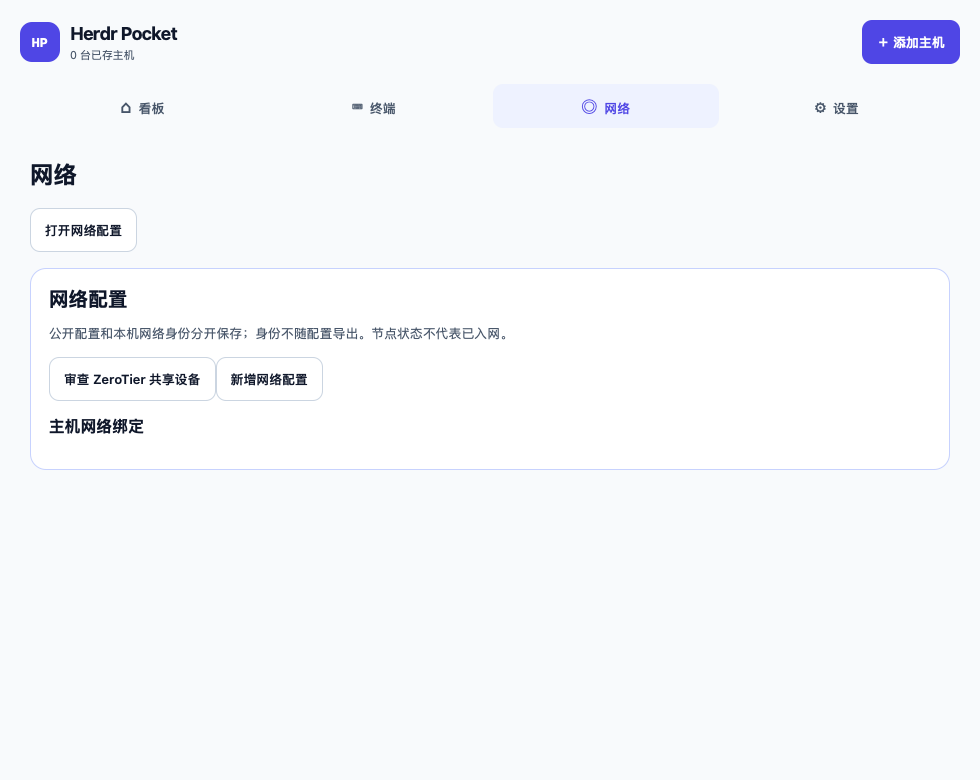 HP
Herdr Pocket
0 台已存主机
+ 添加主机
看板
终端
网络
设置
网络
打开网络配置
网络配置
公开配置和本机网络身份分开保存；身份不随配置导出。节点状态不代表已入网。
审查 ZeroTier 共享设备
新增网络配置
主机网络绑定